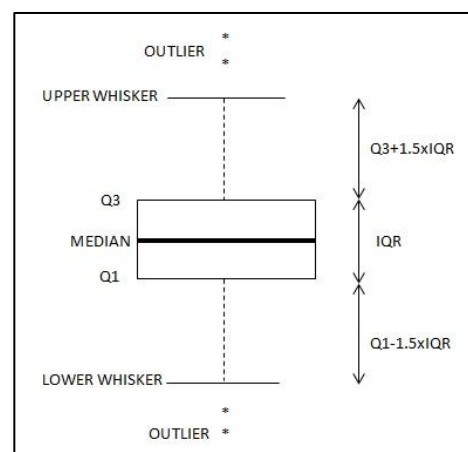 *
OUTLIER *
UPPER WHISKER
Q3+1.5xIQR
Q3
MEDIAN
IQR
Q1
Q1-1.5xIQR
LOWER WHISKER
*
OUTLIER *